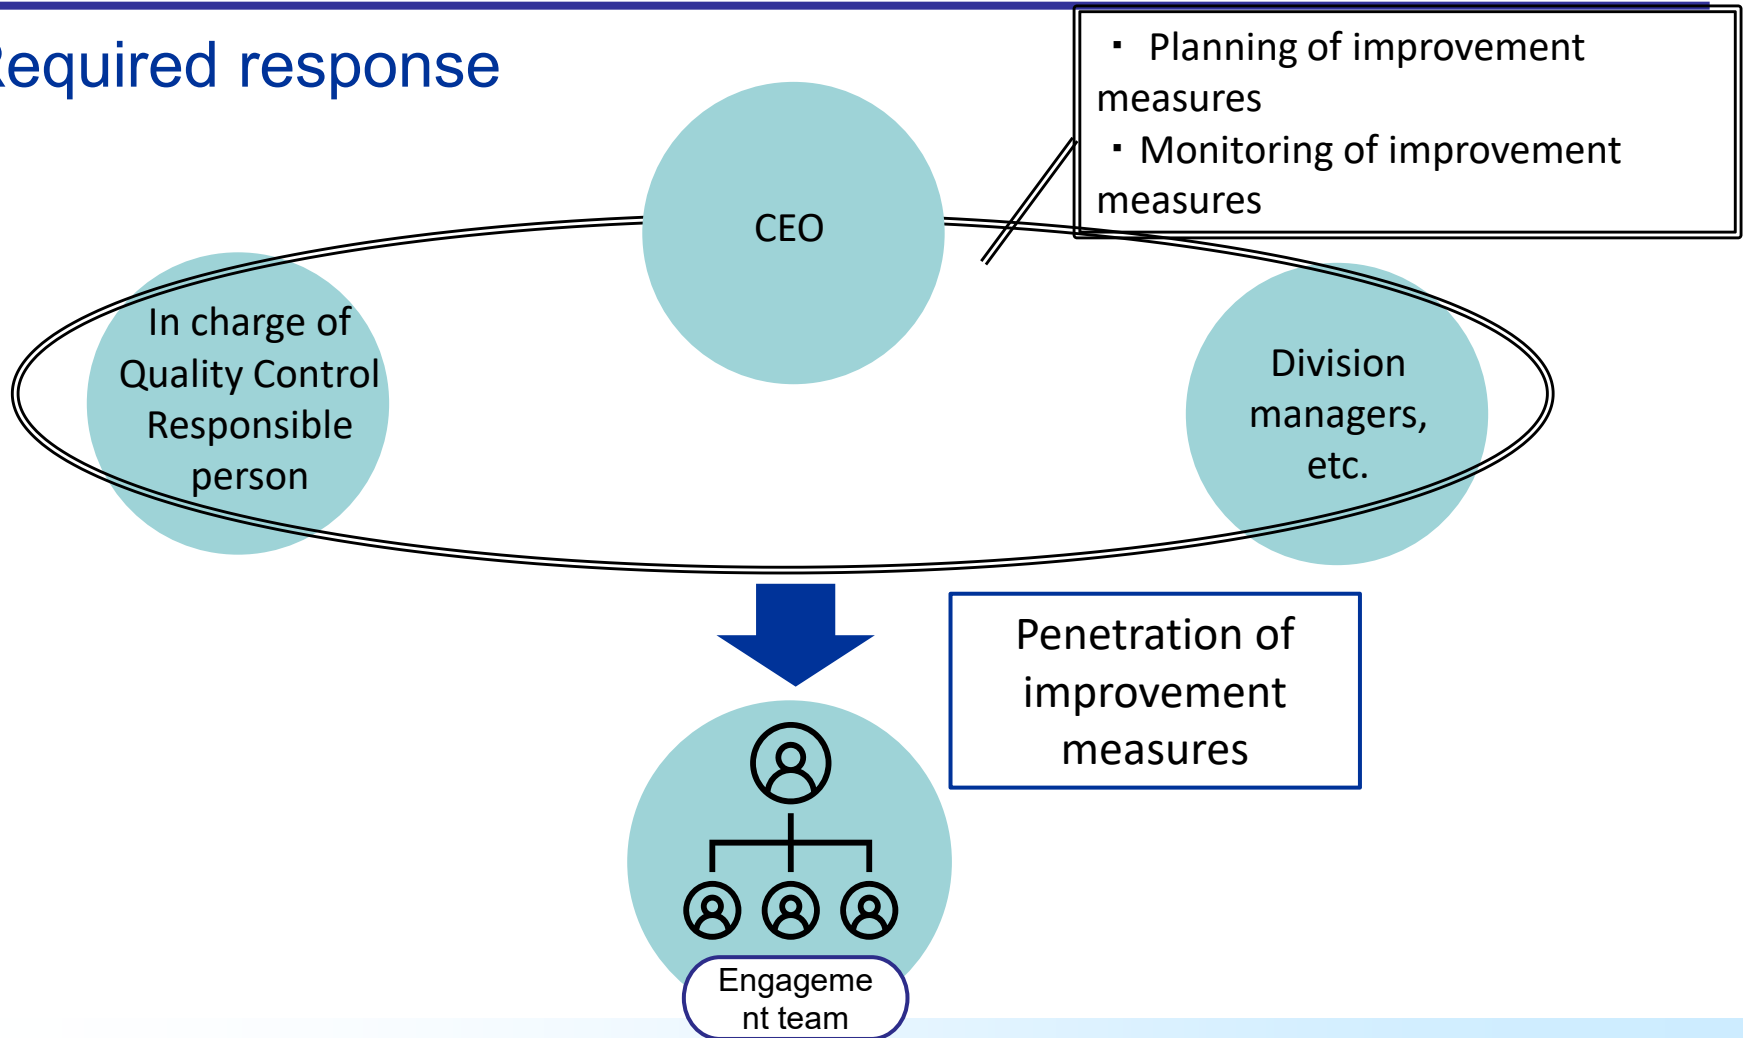 Required response
・ Planning of improvement
measures
・Monitoring of improvement
measures
CEO
In charge of
Quality Control
Responsible
person
Division
managers,
etc.
Penetration of
improvement
measures
Engageme
nt team